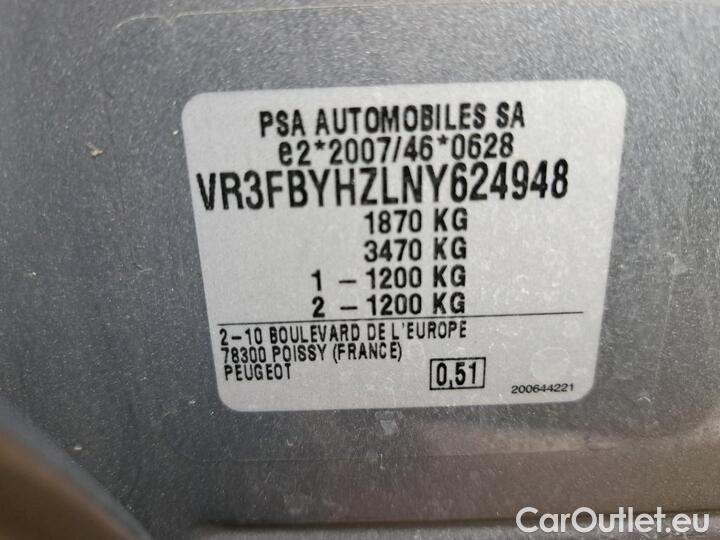 PSA AUTOMOBILES SA
e2*2007/46*0628
VR3FBYHZLNY624948
1870 KG
3470 KG
1 – 1200 KG
2 – 1200 KG
2–10 BOULEVARD DE L'EUROPE
78300 POISSY (FRANCE)
PEUGEOT
0,51
200644221
CarOutlet.eu